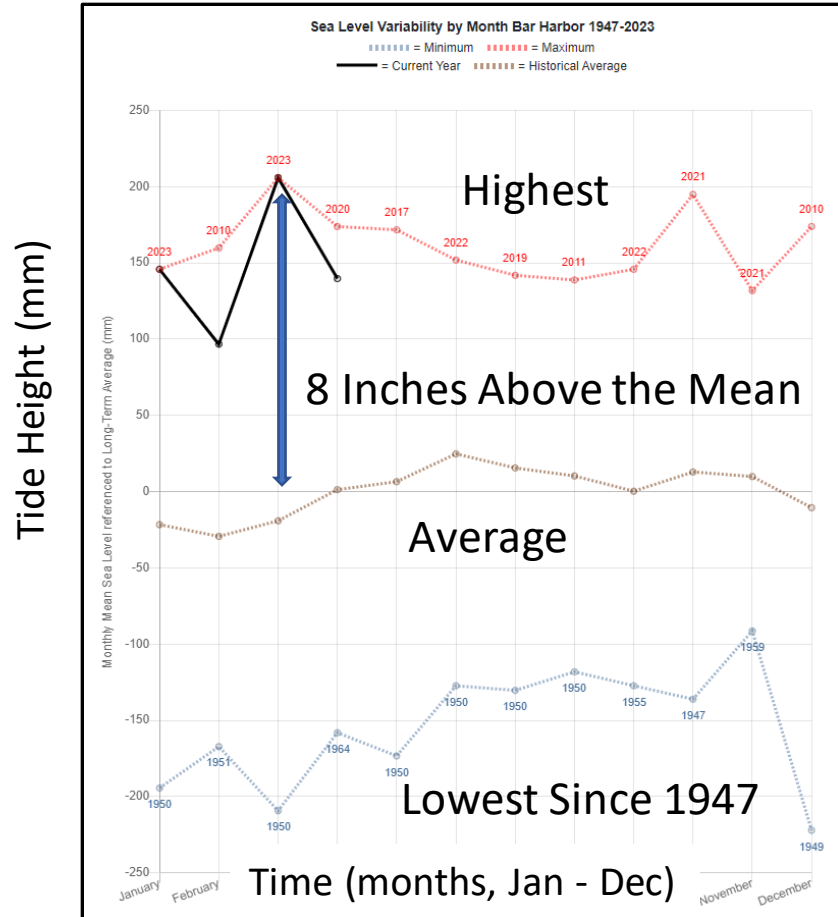 Sea Level Variability by Month Bar Harbor 1947-2023
= Minimum = Maximum
= Current Year = Historical Average
250
2023
2021
Highest
200
2010
2020
2017
2010
2023
2022
2019
2011
2022
2021
150
Tide Height (mm)
Monthly Mean Sea Level referenced to Long-Term Average (mm)
100
8 Inches Above the Mean
50
0
Average
-50
-100
1959
1950
1950
1950
1955
1947
-150
1951
1964
1950
-200
1950
1950
Lowest Since 1947
1949
-250
January
February
Time (months, Jan - Dec)
November
December